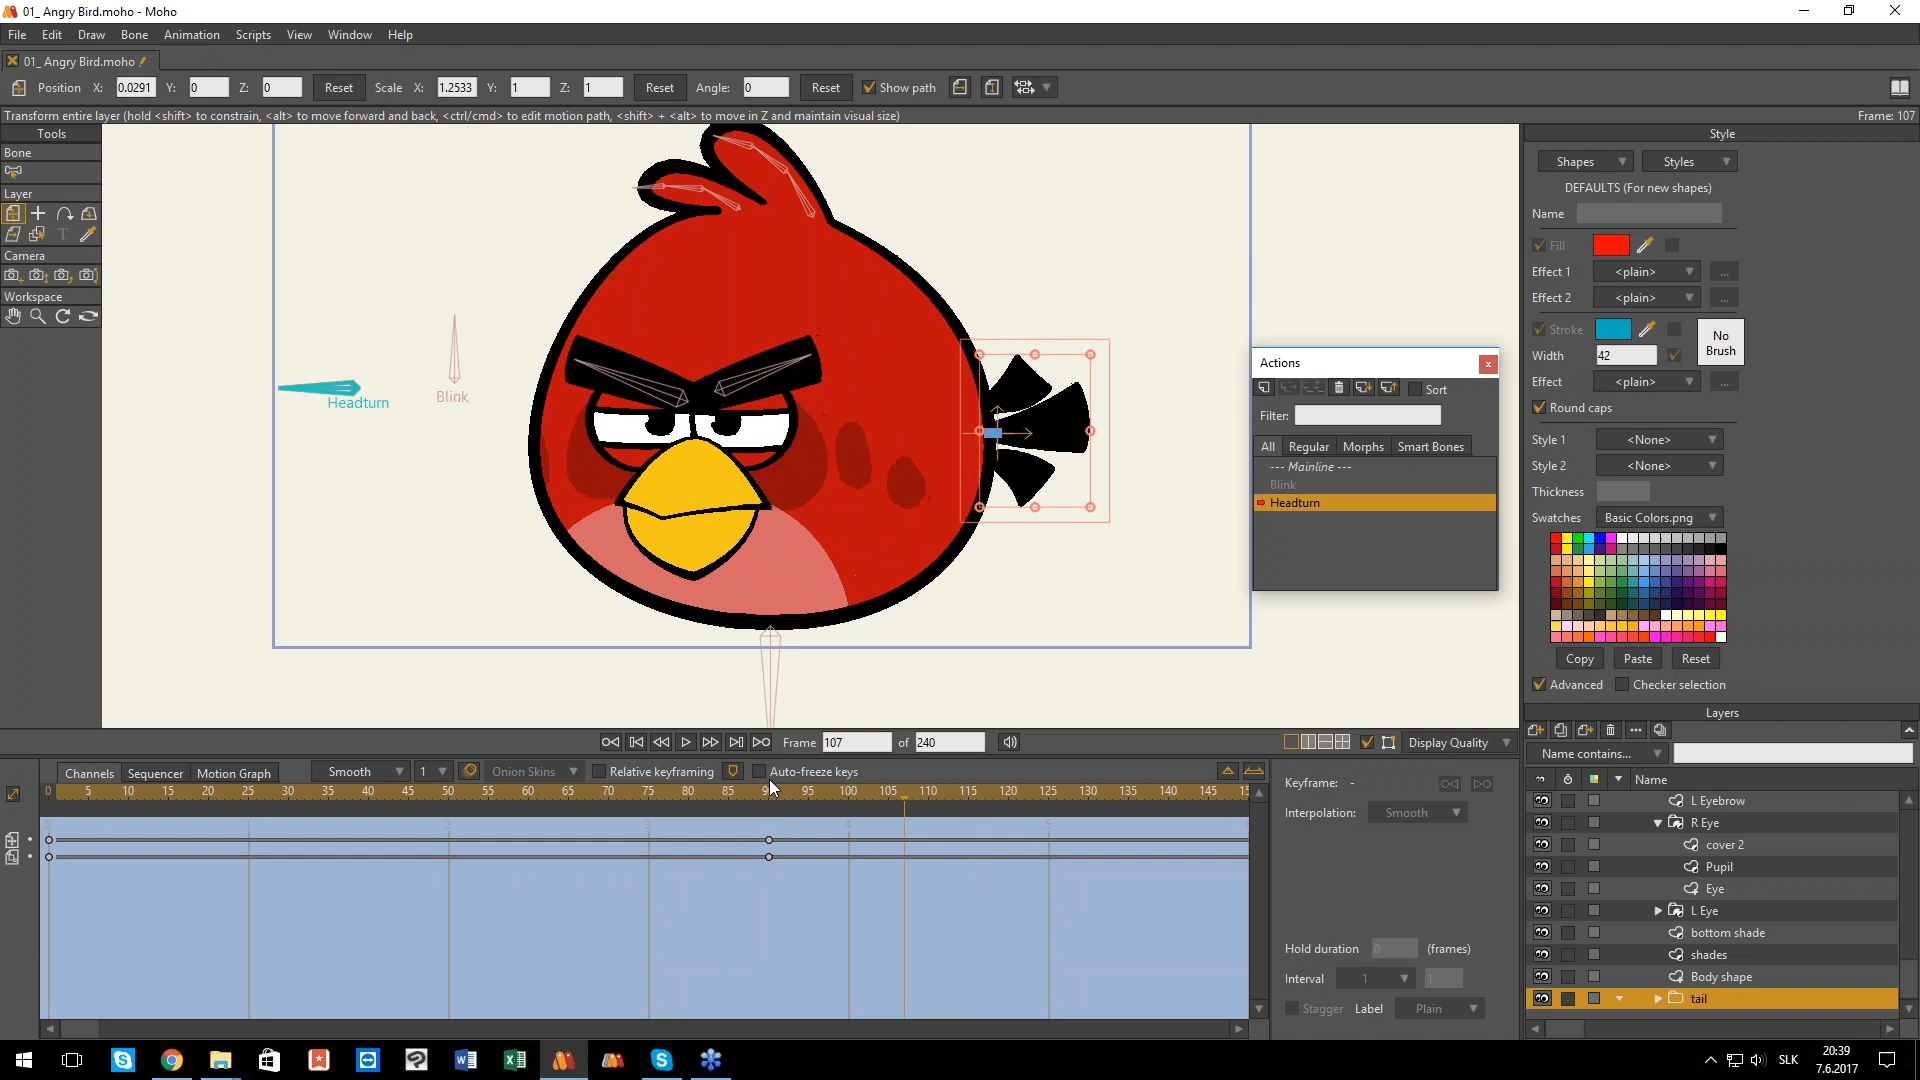 01_ Angry Bird.moho - Moho
File Edit Draw Bone Animation Scripts View Window Help
01_ Angry Bird.moho
Position X: 0.0291 Y: 0 Z: 0 Reset Scale X: 1.2533 Y: 1 Z: 1 Reset Angle: 0 Reset Show path
Transform entire layer (hold <shift> to constrain, <alt> to move forward and back, <ctrl/cmd> to edit motion path, <shift> + <alt> to move in Z and maintain visual size) Frame: 107
Tools
Bone
Layer
Camera
Workspace
Headturn
Blink
Actions
Sort
Filter:
All Regular Morphs Smart Bones
--- Mainline ---
Blink
Headturn
Style
Shapes Styles
DEFAULTS (For new shapes)
Name
Fill
Effect 1 <plain> ...
Effect 2 <plain> ...
Stroke
No Brush
Width 42
Effect <plain> ...
Round caps
Style 1 <None>
Style 2 <None>
Thickness
Swatches Basic Colors.png
Copy Paste Reset
Advanced Checker selection
Layers
Name contains...
Name
L Eyebrow
R Eye
cover 2
Pupil
Eye
L Eye
bottom shade
shades
Body shape
tail
Frame 107 of 240 Display Quality
Channels Sequencer Motion Graph Smooth 1 Onion Skins Relative keyframing Auto-freeze keys
0 5 10 15 20 25 30 35 40 45 50 55 60 65 70 75 80 85 90 95 100 105 110 115 120 125 130 135 140 145 15
0 1 2 3 4 5 6
Keyframe: -
Interpolation: Smooth
Hold duration 0 (frames)
Interval 1 1
Stagger Label Plain
SLK 20:39
7.6.2017